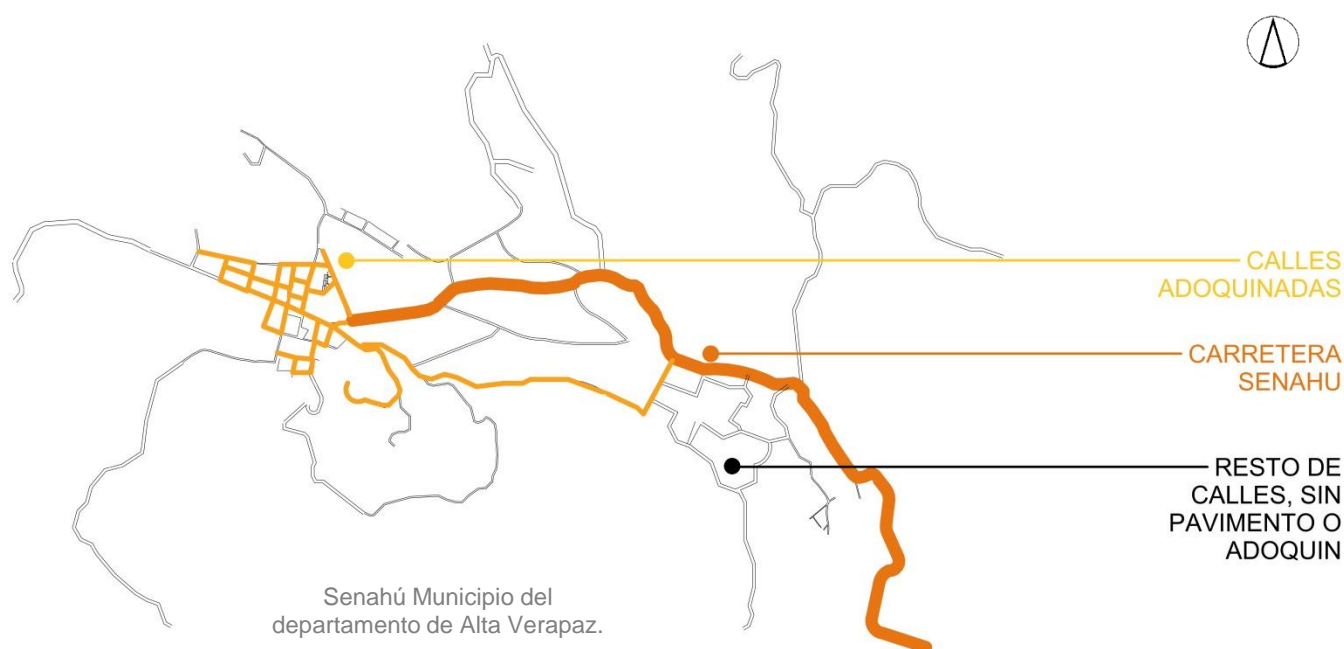 CALLES
ADOQUINADAS
CARRETERA
SENAHU
RESTO DE
CALLES, SIN
PAVIMENTO O
ADOQUIN
Senahú Municipio del
departamento de Alta Verapaz.